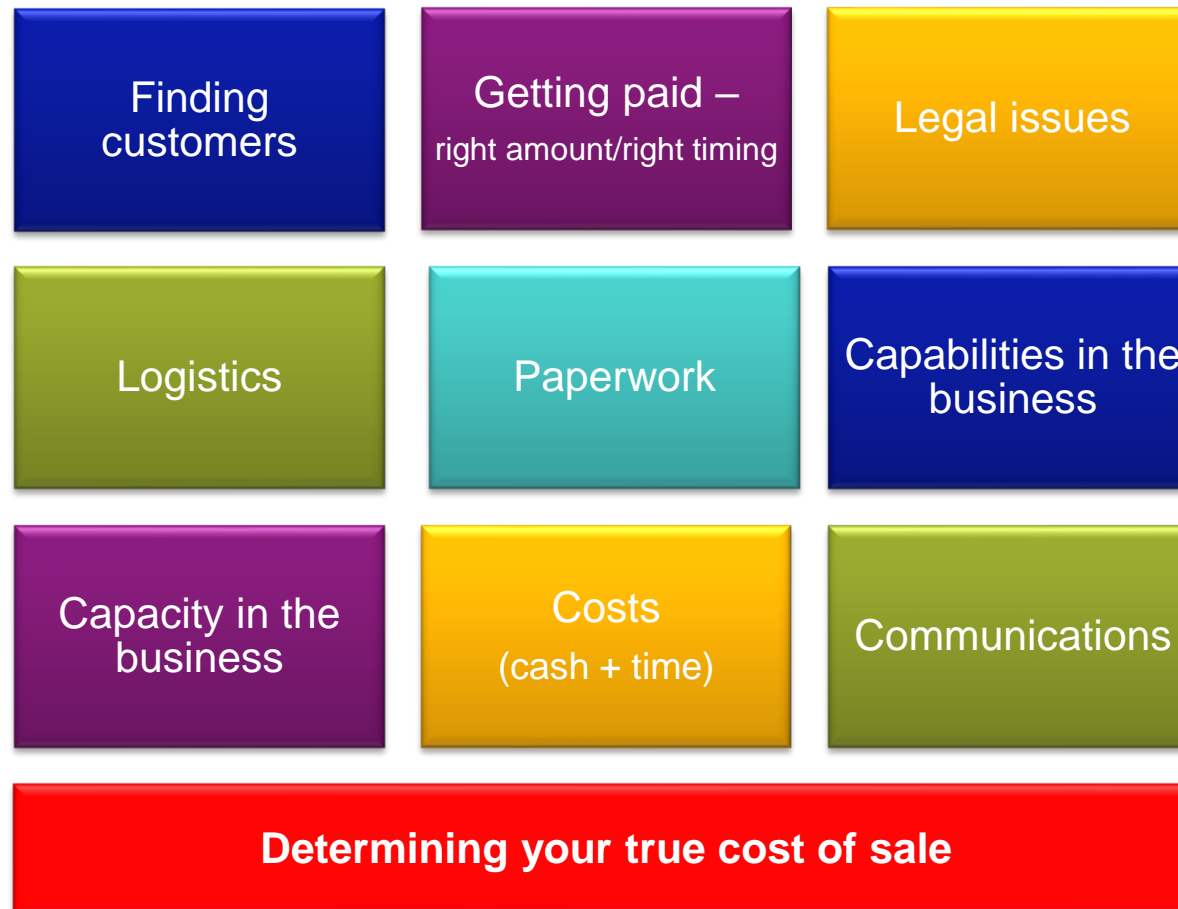 Finding
customers
Getting paid –
right amount/right timing
Legal issues
Logistics
Paperwork
Capabilities in the
business
Capacity in the
business
Costs
(cash + time)
Communications
Determining your true cost of sale